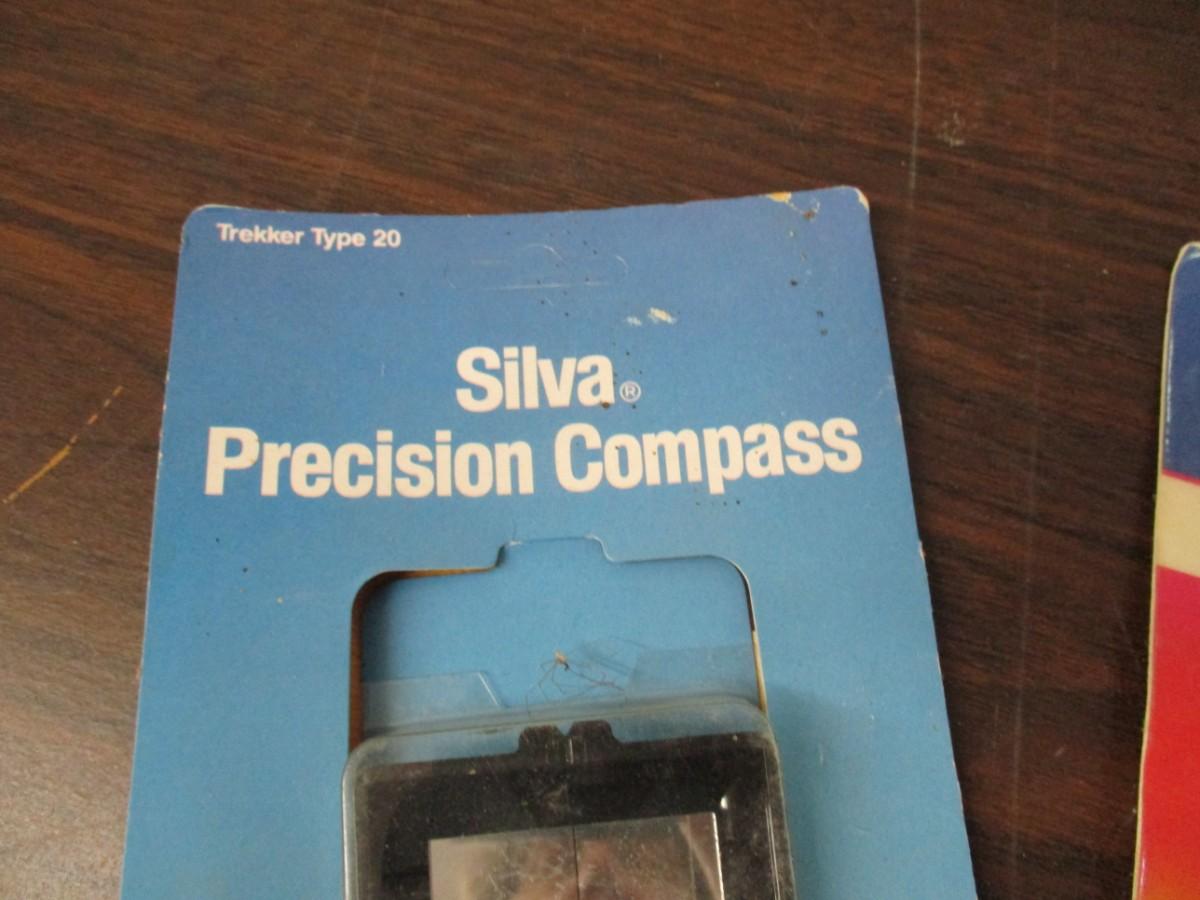 Trekker Type 20
Silva®
Precision Compass